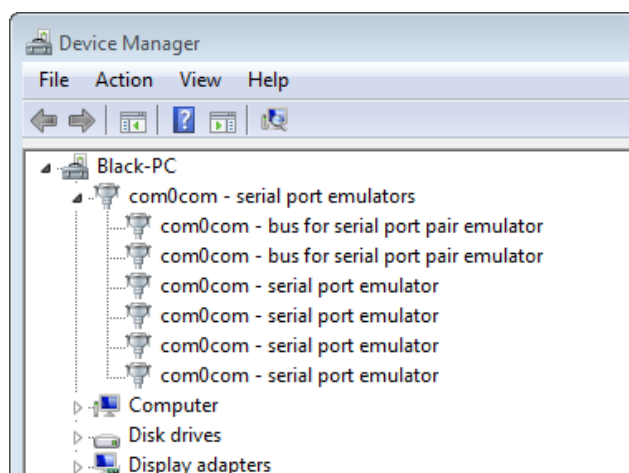 Device Manager
File Action View Help
Black-PC
com0com - serial port emulators
com0com - bus for serial port pair emulator
com0com - bus for serial port pair emulator
com0com - serial port emulator
com0com - serial port emulator
com0com - serial port emulator
com0com - serial port emulator
Computer
Disk drives
Display adapters